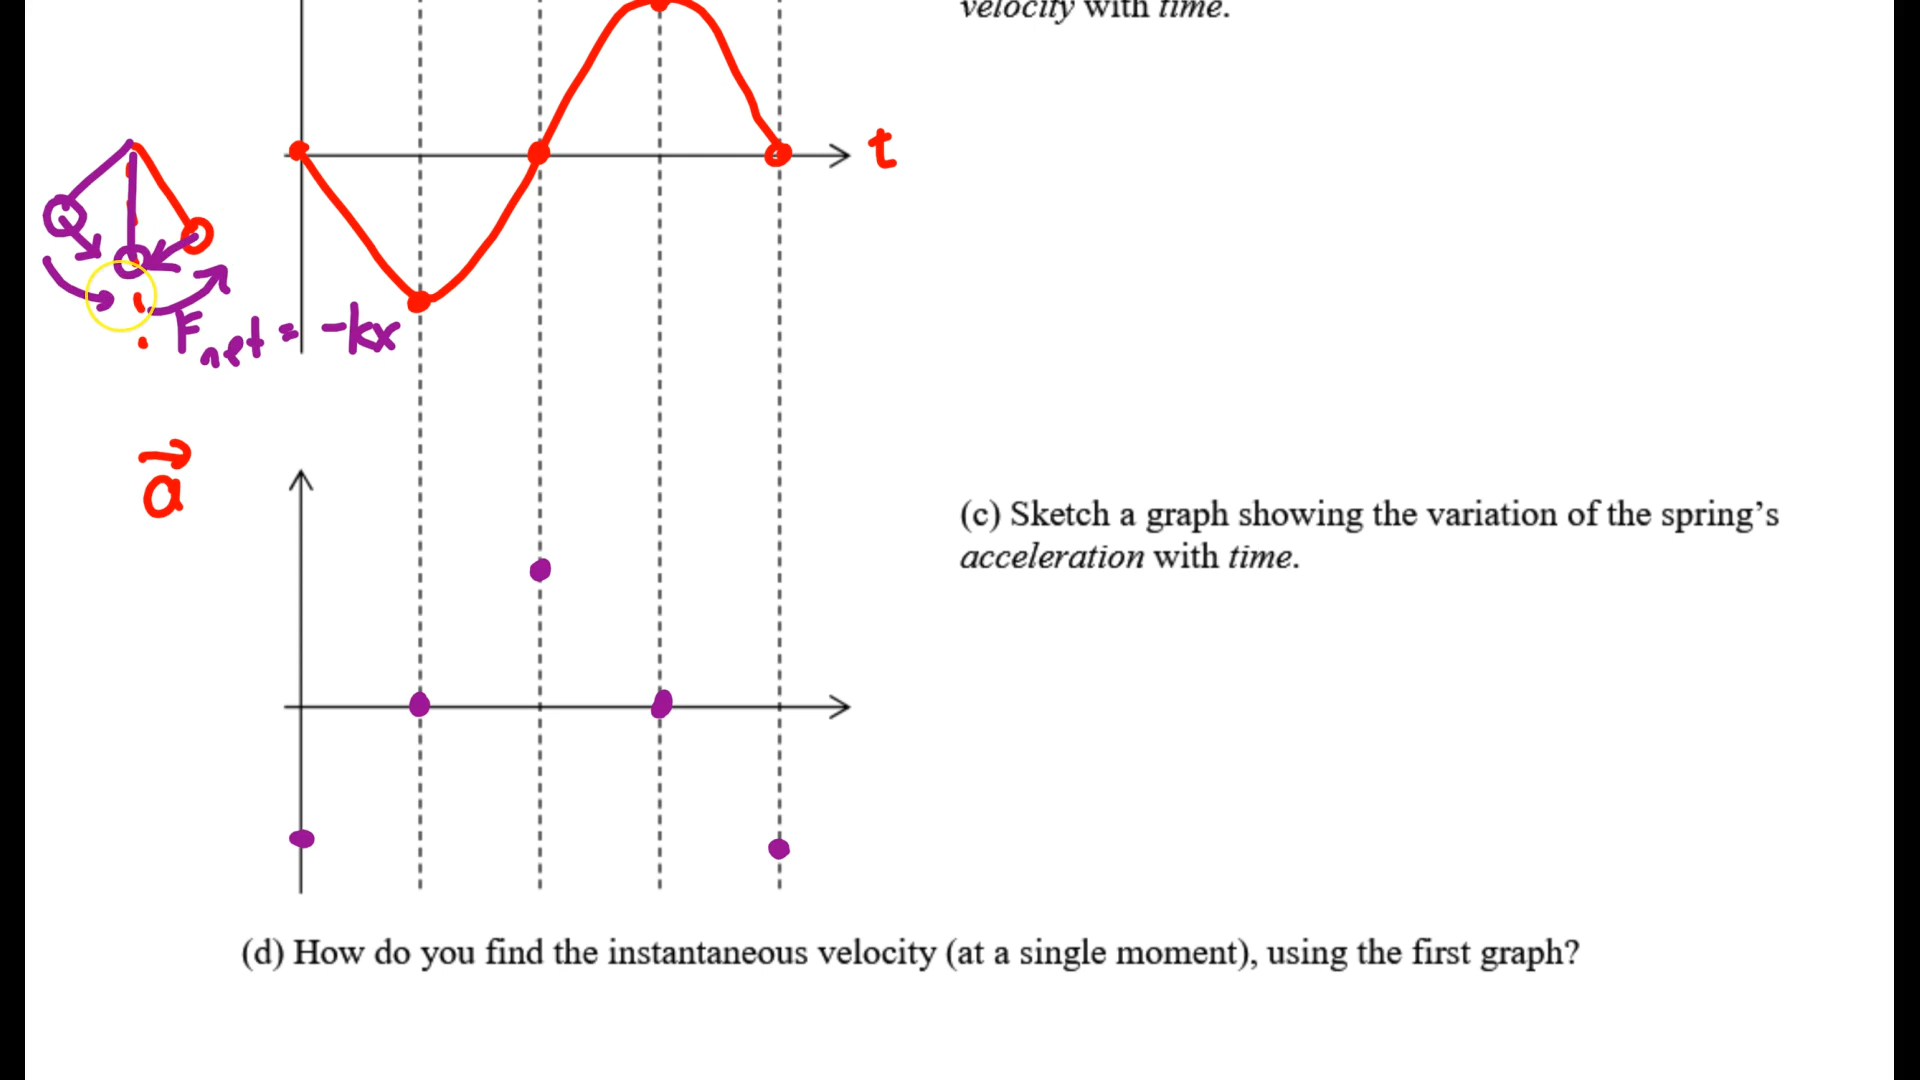 velocity with time.
t
F net = -kx
a
(c) Sketch a graph showing the variation of the spring’s
acceleration with time.
(d) How do you find the instantaneous velocity (at a single moment), using the first graph?